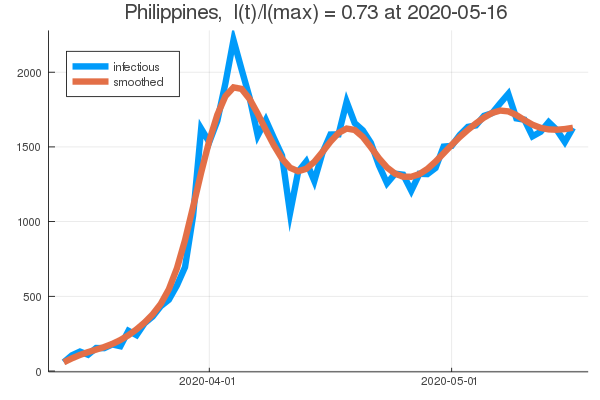 Philippines, I(t)/I(max) = 0.73 at 2020-05-16
infectious
smoothed
2000
1500
1000
500
0
2020-04-01 2020-05-01